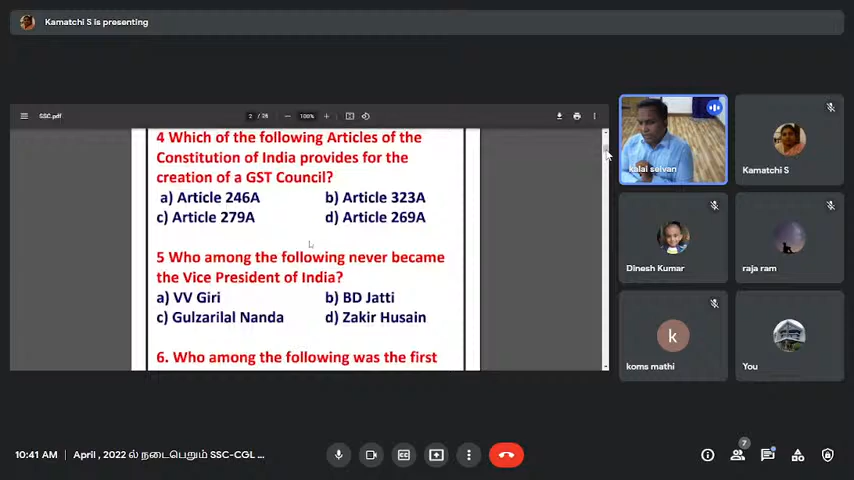 Kamatchi S is presenting
SSC.pdf
2 / 28
100%
4 Which of the following Articles of the
Constitution of India provides for the
creation of a GST Council?
a) Article 246A b) Article 323A
c) Article 279A d) Article 269A
5 Who among the following never became
the Vice President of India?
a) VV Giri b) BD Jatti
c) Gulzarilal Nanda d) Zakir Husain
6. Who among the following was the first
kalai selvan
Kamatchi S
Dinesh Kumar
raja ram
k
koms mathi
You
10:41 AM | April , 2022 ல் நடைபெறும் SSC-CGL ...
7